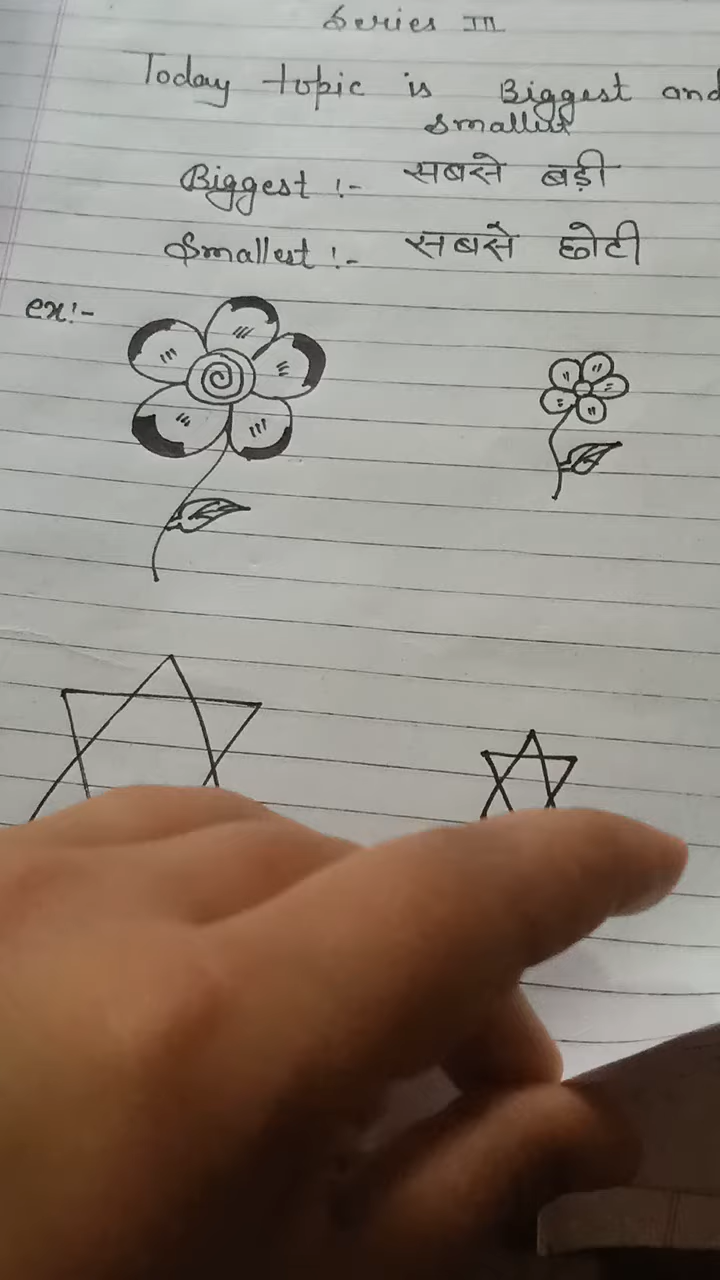 Series III
Today topic is Biggest and
Smallest
Biggest :- सबसे बड़ी
Smallest :- सबसे छोटी
ex:-